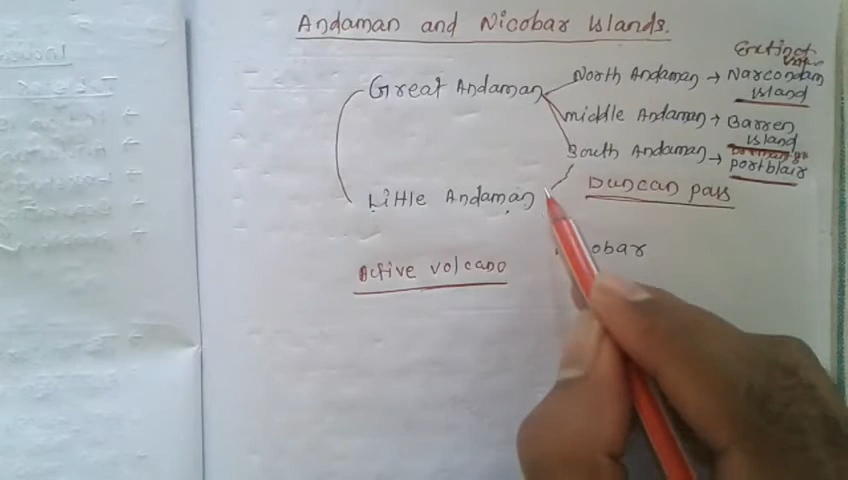 Andaman and Nicobar Islands.
Great Andaman
North Andaman → Narcondam Island
Extinct
middle Andaman → Barren Island
South Andaman → portblair
Duncan pass
Little Andaman
obar
Active volcano